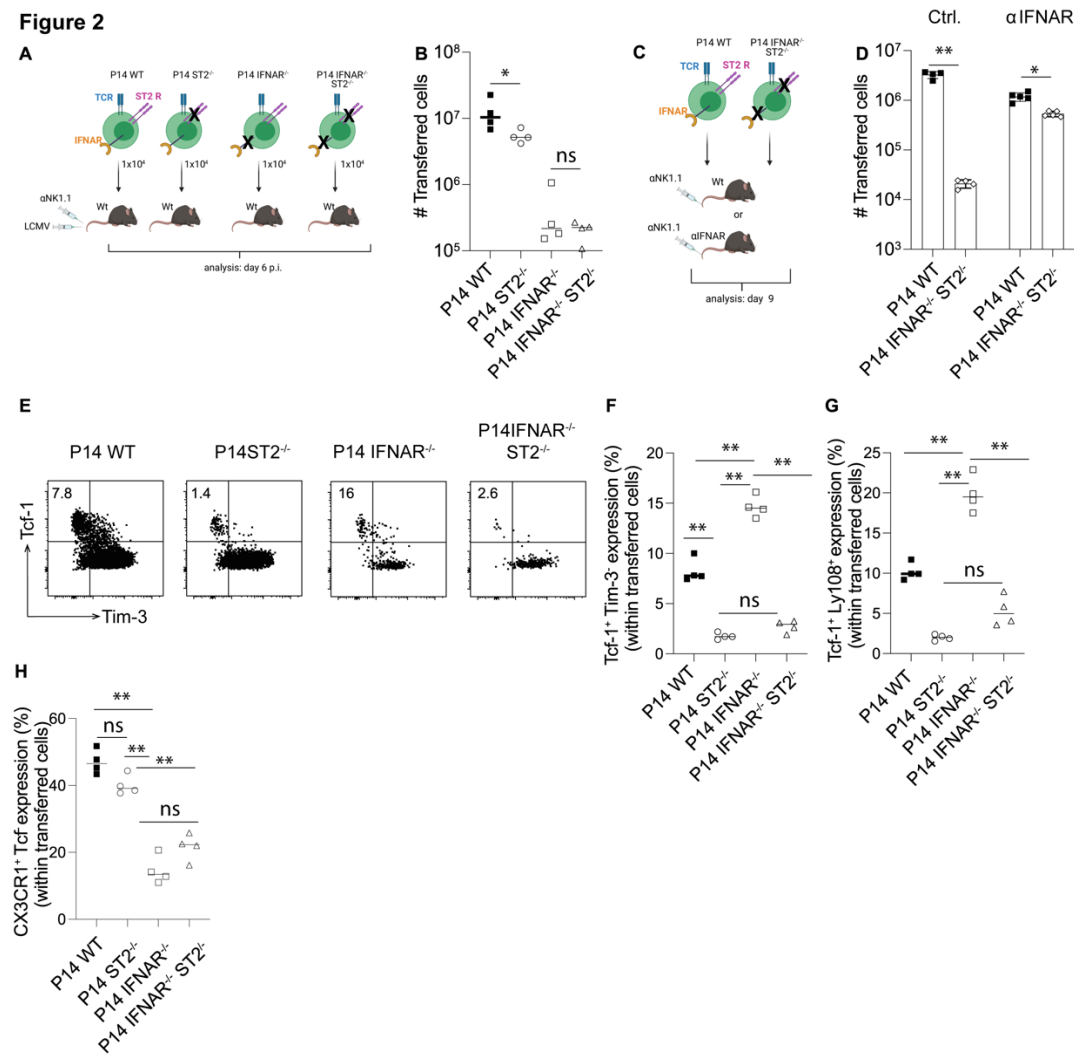 Figure 2
A
P14 WT
P14 ST2-/-
P14 IFNAR-/-
P14 IFNAR-/-
ST2-/-
TCR
ST2 R
IFNAR
1x10⁴
1x10⁴
1x10⁴
1x10⁴
αNK1.1
LCMV
Wt
Wt
Wt
Wt
analysis: day 6 p.i.
B
# Transferred cells
10⁸
10⁷
10⁶
10⁵
*
ns
P14 WT
P14 ST2-/-
P14 IFNAR-/-
P14 IFNAR-/- ST2-/-
C
P14 WT
P14 IFNAR-/-
ST2-/-
TCR
ST2 R
IFNAR
αNK1.1
Wt
or
αNK1.1
αIFNAR
analysis: day 9
Ctrl.
αIFNAR
D
# Transferred cells
10⁷
10⁶
10⁵
10⁴
10³
**
*
P14 WT
P14 IFNAR-/- ST2/-
P14 WT
P14 IFNAR-/- ST2/-
E
P14 WT
P14ST2-/-
P14 IFNAR-/-
P14IFNAR-/-
ST2-/-
7.8
1.4
16
2.6
Tcf-1
Tim-3
F
Tcf-1⁺ Tim-3⁻ expression (%)
(within transferred cells)
20
15
10
5
0
**
**
**
**
ns
P14 WT
P14 ST2-/-
P14 IFNAR-/-
P14 IFNAR-/- ST2/-
G
Tcf-1⁺ Ly108⁺ expression (%)
(within transferred cells)
25
20
15
10
5
0
**
**
**
ns
P14 WT
P14 ST2-/-
P14 IFNAR-/-
P14 IFNAR-/- ST2/-
H
CX3CR1⁺ Tcf expression (%)
(within transferred cells)
60
40
20
0
**
ns
**
**
ns
P14 WT
P14 ST2-/-
P14 IFNAR-/-
P14 IFNAR-/- ST2/-